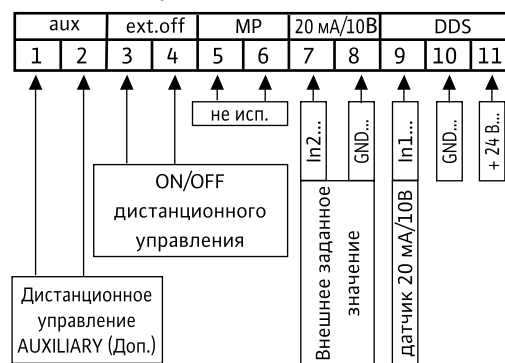 aux ext.off MP 20 мА/10В DDS
1 2 3 4 5 6 7 8 9 10 11
не исп.
In2...
GND...
In1...
GND...
+ 24 В...
ON/OFF
дистанционного
управления
Внешнее заданное
значение
датчик 20 мА/10В
Дистанционное
управление
AUXILIARY (Доп.)